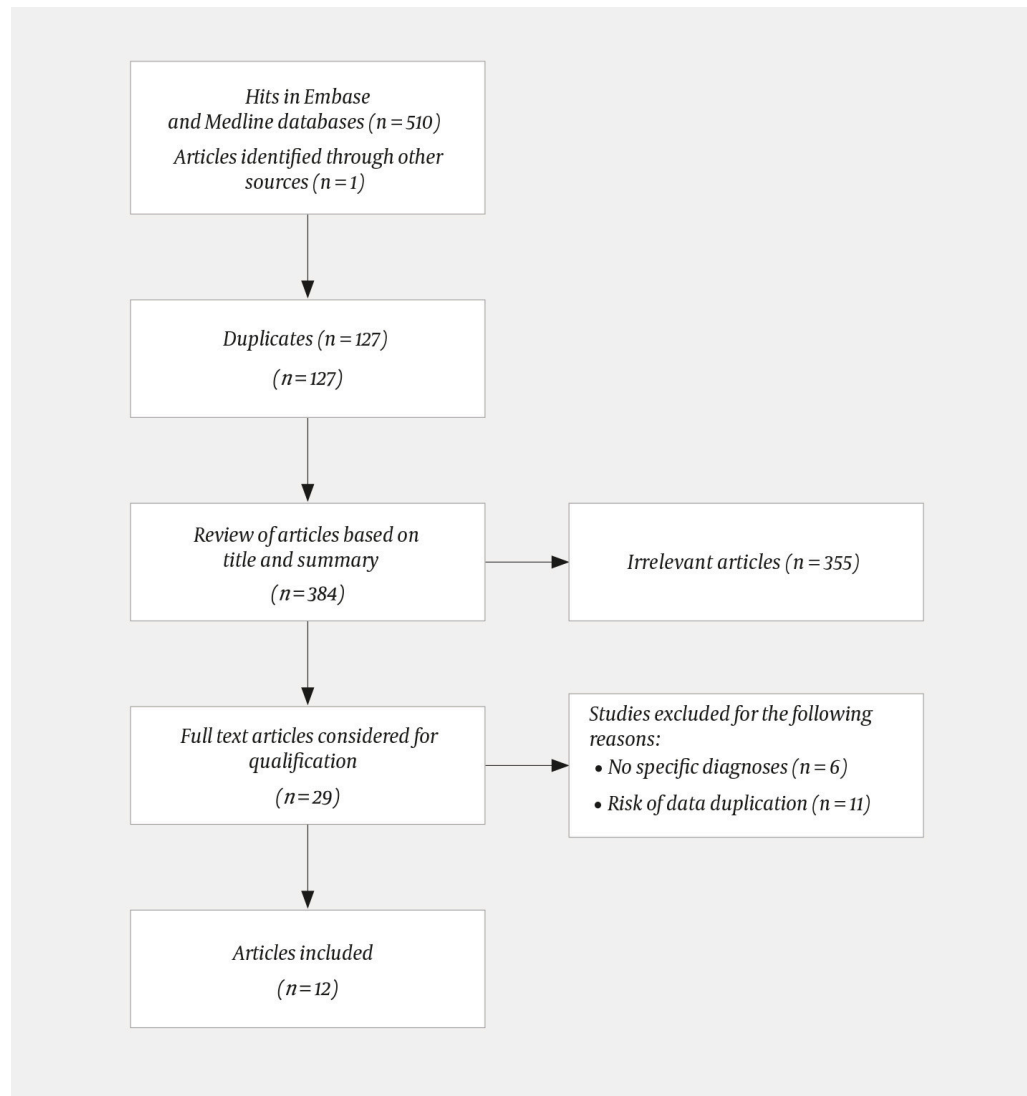 Hits in Embase
and Medline databases (n = 510)
Articles identified through other
sources (n = 1)
Duplicates (n = 127)
(n = 127)
Review of articles based on
title and summary
(n = 384)
Irrelevant articles (n = 355)
Full text articles considered for
qualification
(n = 29)
Studies excluded for the following
reasons:
• No specific diagnoses (n = 6)
• Risk of data duplication (n = 11)
Articles included
(n = 12)